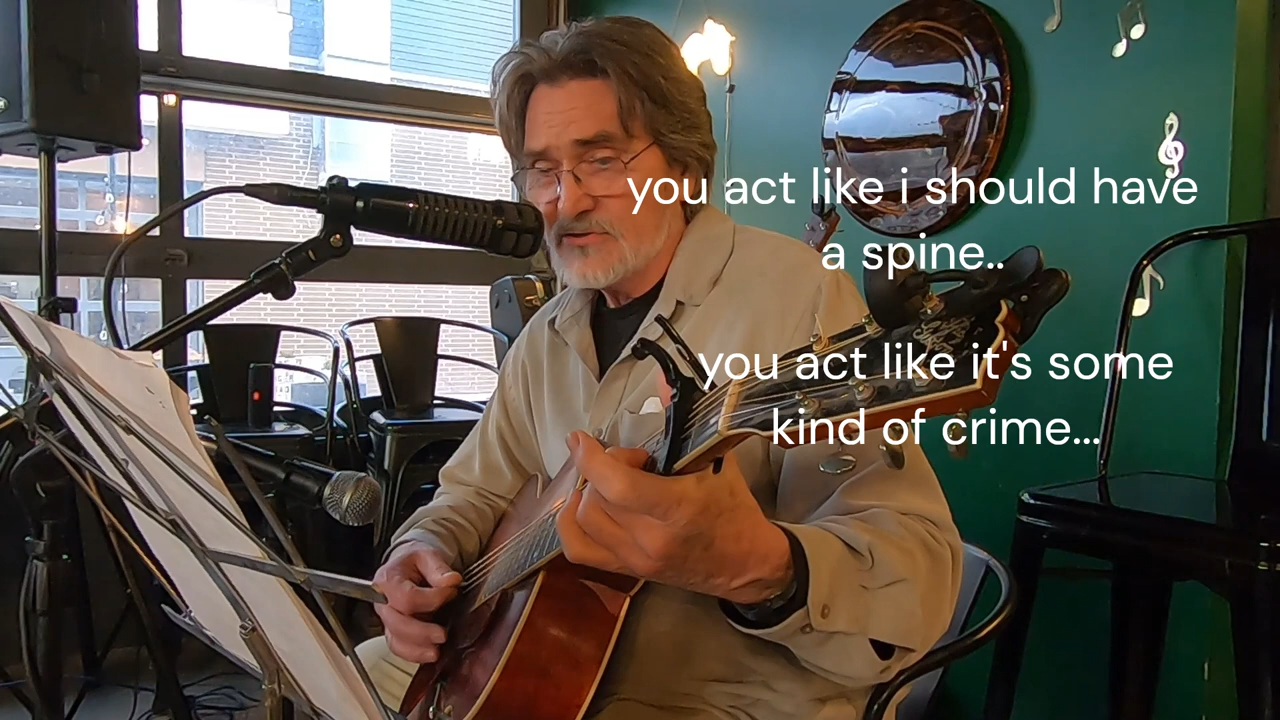 you act like i should have
a spine..
you act like it's some
kind of crime...